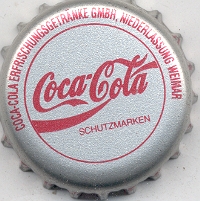 COCA-COLA ERFRISCHUNGSGETRÄNKE GMBH, NIEDERLASSUNG WEIMAR
Coca-Cola
SCHUTZMARKEN